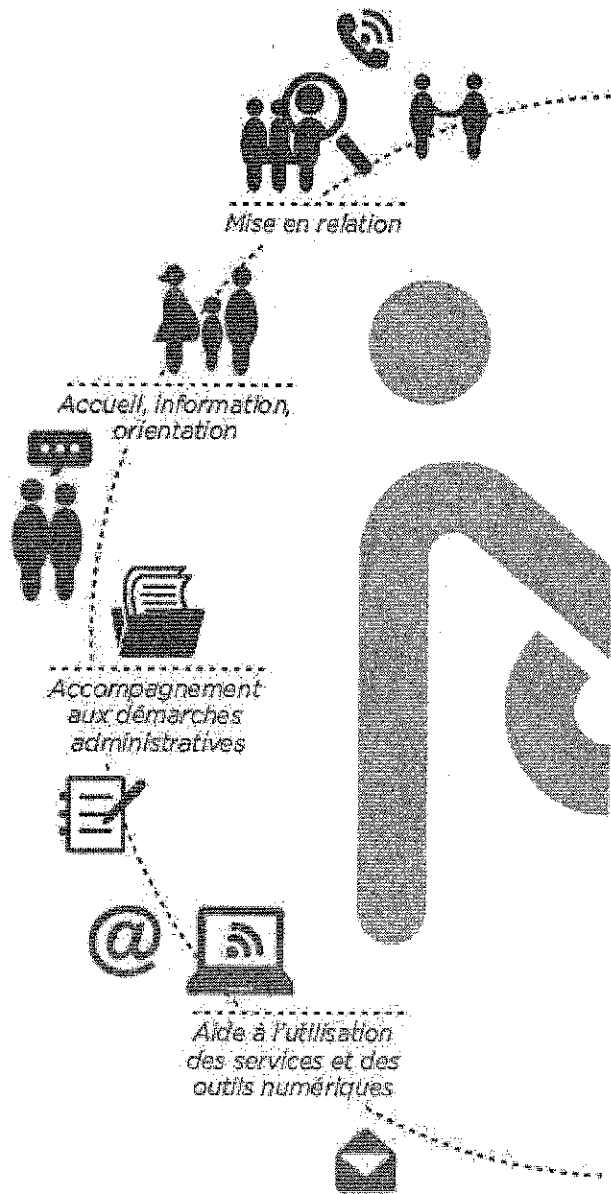 Mise en relation
Accueil, information,
orientation
Accompagnement
aux démarches
administratives
@
Aide à l'utilisation
des services et des
outils numériques